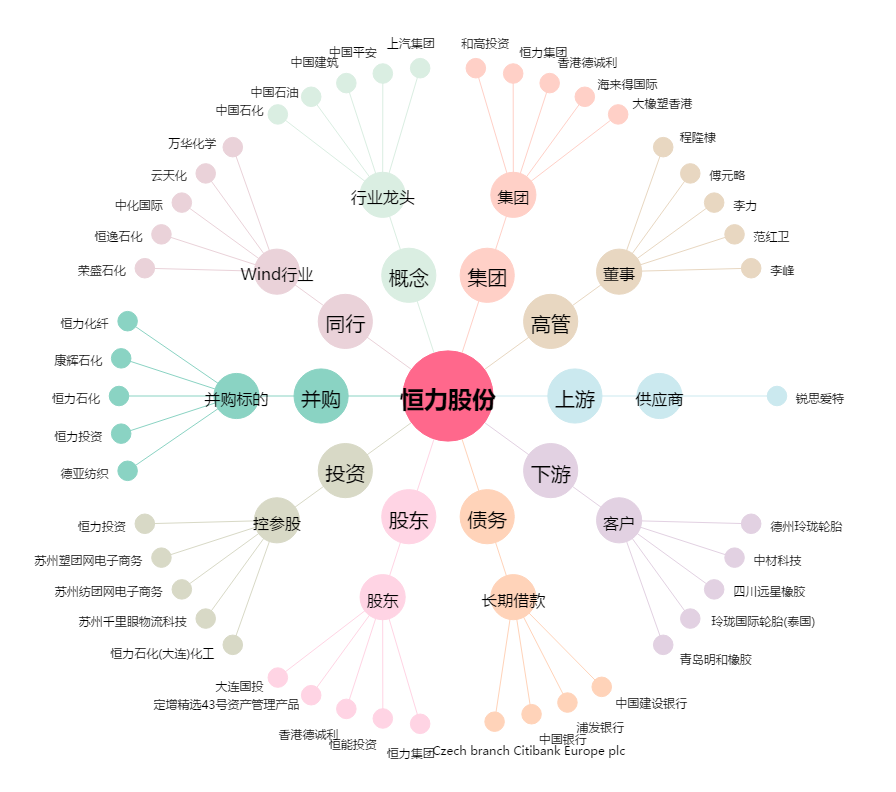 上汽集团
中国平安
中国建筑
中国石油
中国石化
行业龙头
概念
和高投资
恒力集团
香港德诚利
海来得国际
大橡塑香港
集团
集团
万华化学
云天化
中化国际
恒逸石化
荣盛石化
Wind行业
同行
程隆棣
傅元略
李力
范红卫
李峰
董事
高管
恒力化纤
康辉石化
恒力石化
恒力投资
德亚纺织
并购标的
并购
恒力股份
上游
供应商
锐思爱特
投资
控参股
恒力投资
苏州塑团网电子商务
苏州纺团网电子商务
苏州千里眼物流科技
恒力石化(大连)化工
下游
客户
德州玲珑轮胎
中材科技
四川远星橡胶
玲珑国际轮胎(泰国)
青岛明和橡胶
股东
股东
大连国投
定增精选43号资产管理产品
香港德诚利
恒能投资
恒力集团
债务
长期借款
中国建设银行
浦发银行
中国银行
Czech branch Citibank Europe plc